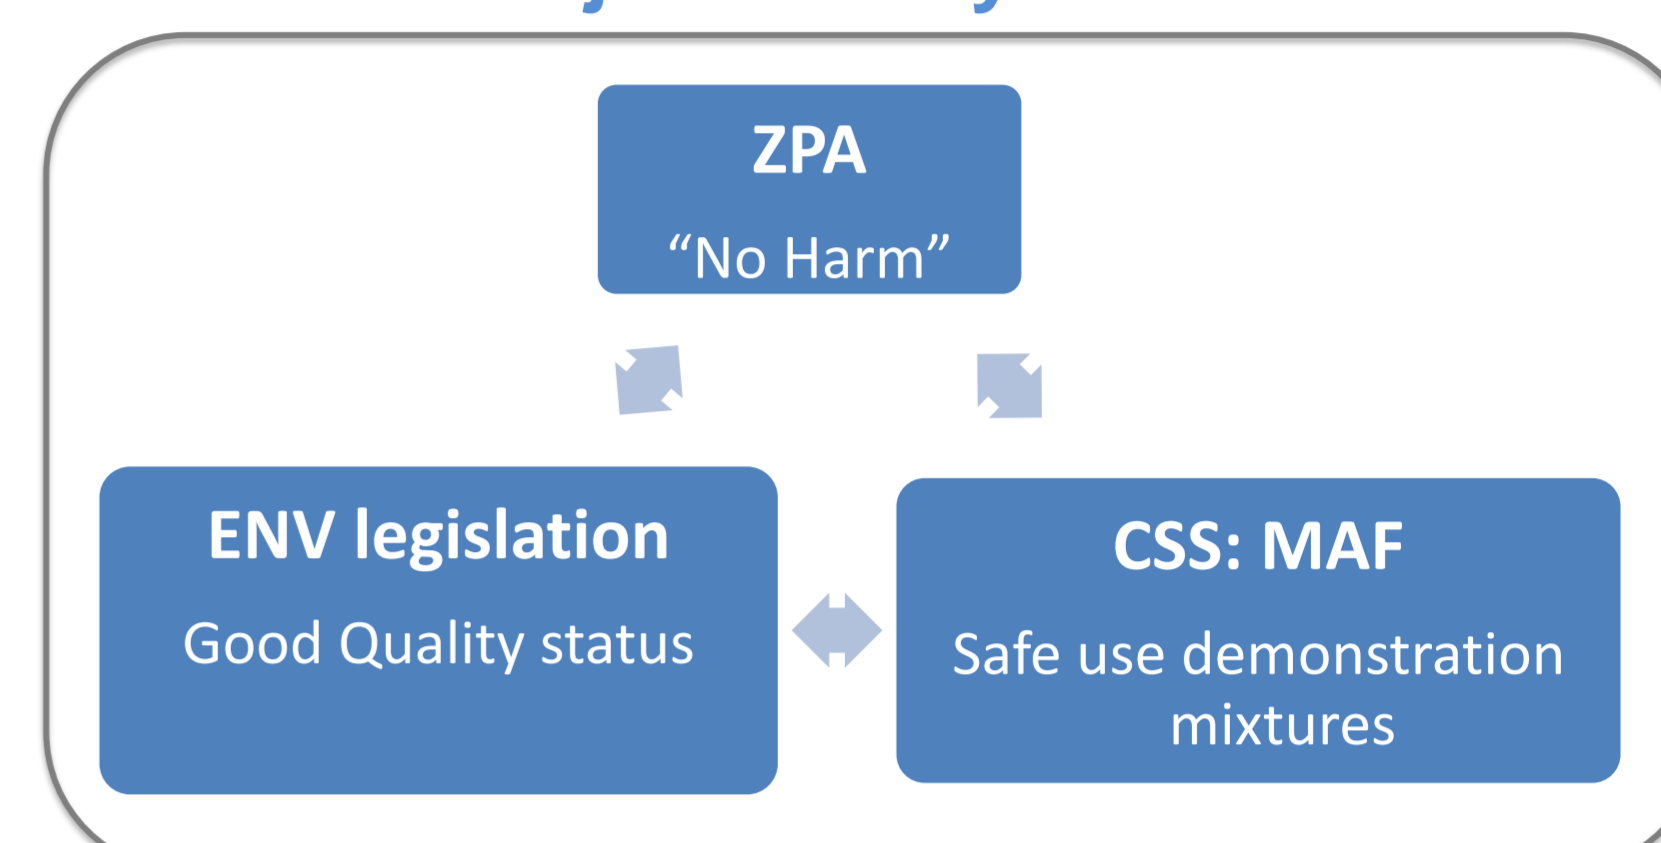 ZPA
“No Harm”
ENV legislation
Good Quality status
CSS: MAF
Safe use demonstration
mixtures